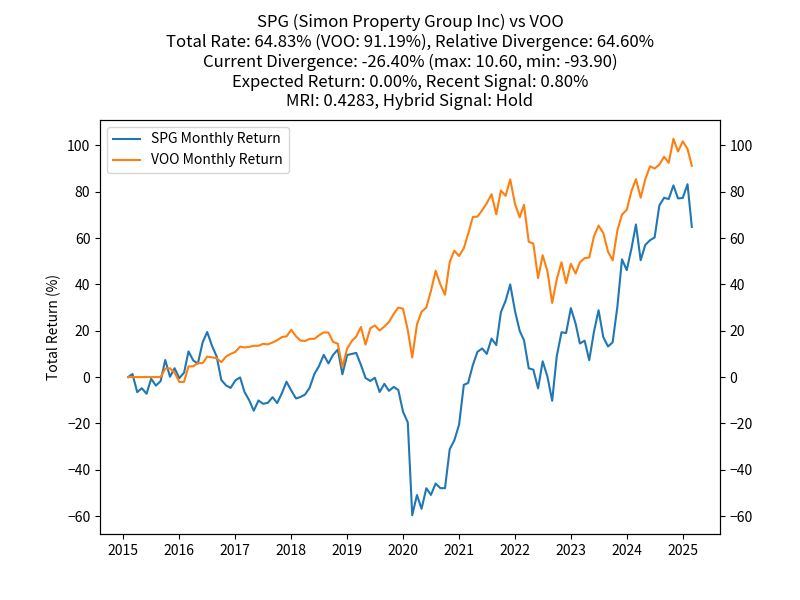 SPG (Simon Property Group Inc) vs VOO
Total Rate: 64.83% (VOO: 91.19%), Relative Divergence: 64.60%
Current Divergence: -26.40% (max: 10.60, min: -93.90)
Expected Return: 0.00%, Recent Signal: 0.80%
MRI: 0.4283, Hybrid Signal: Hold
SPG Monthly Return
VOO Monthly Return
Total Return (%)
100 100
80 80
60 60
40 40
20 20
0 0
−20 −20
−40 −40
−60 −60
2015 2016 2017 2018 2019 2020 2021 2022 2023 2024 2025